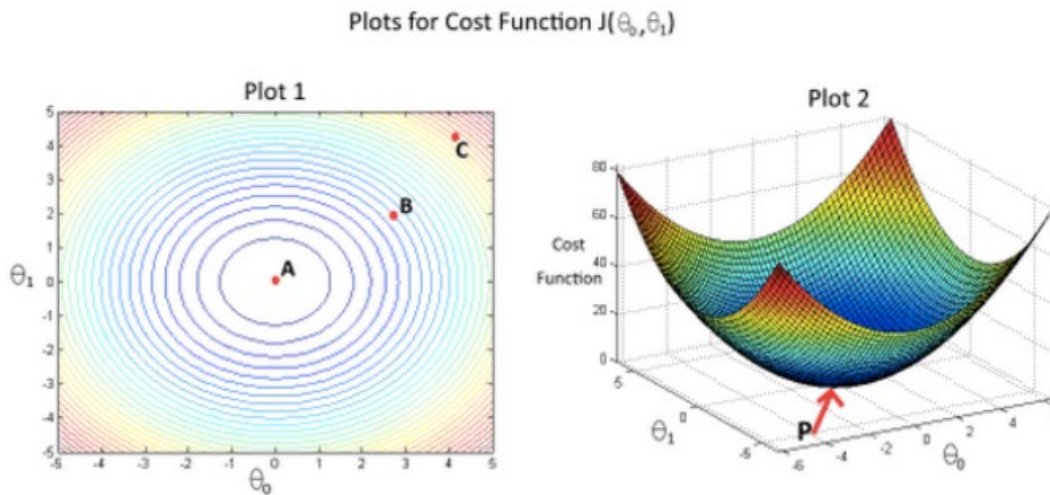 Plots for Cost Function J(θ₀,θ₁)
Plot 1
5
4
3
2
1
0
-1
-2
-3
-4
-5
θ₁
C
B
A
-5 -4 -3 -2 -1 0 1 2 3 4 5
θ₀
Plot 2
80
60
40
20
0
Cost
Function
5
0
-5
θ₁
P
-6 -4 -2 0 2 4 6
θ₀